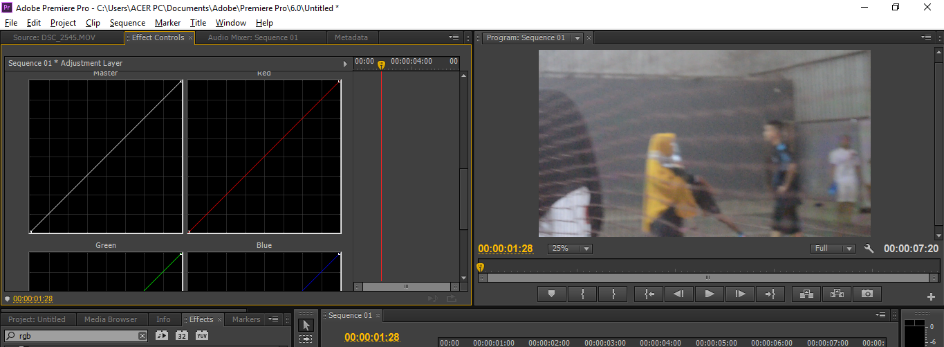 Pr Adobe Premiere Pro - C:\Users\ACER PC\Documents\Adobe\Premiere Pro\6.0\Untitled *
File Edit Project Clip Sequence Marker Title Window Help
Source: DSC_2545.MOV Effect Controls × Audio Mixer: Sequence 01 Metadata Program: Sequence 01 ×
Sequence 01 * Adjustment Layer 00:00 00:00:04:00 00
Master Red
Green Blue
00:00:01:28 25% Full 00:00:07:20
00:00:01:28
Project: Untitled Media Browser Info Effects × Markers Sequence 01 ×
rgb 32 YUV 00:00:01:28 0
00:00 00:00:01:00 00:00:02:00 00:00:03:00 00:00:04:00 00:00:05:00 00:00:06:00 00:00:07:00 00:00: -6